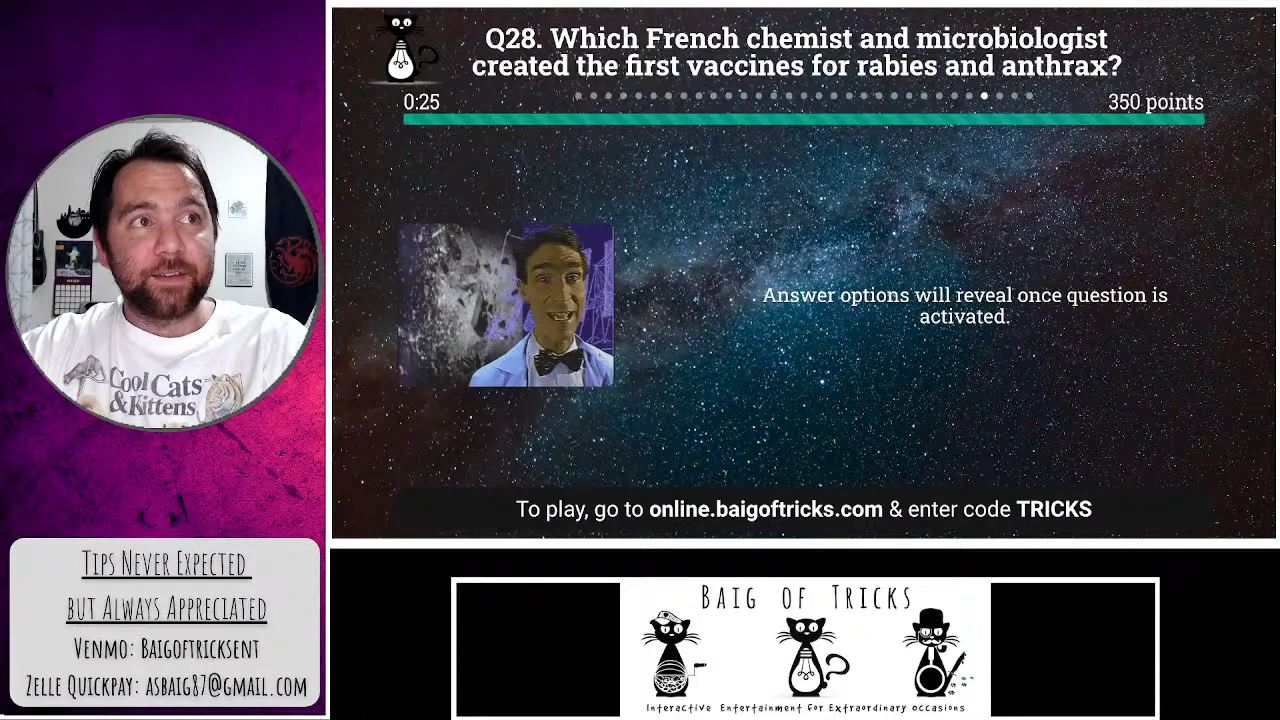 Q28. Which French chemist and microbiologist
created the first vaccines for rabies and anthrax?
0:25
350 points
Answer options will reveal once question is
activated.
Cool Cats
& Kittens
To play, go to online.baigoftricks.com & enter code TRICKS
Tips Never Expected
but Always Appreciated
Venmo: Baigoftricksent
Zelle Quickpay: asbaig87@gmail.com
Baig of Tricks
Interactive Entertainment for Extraordinary Occasions